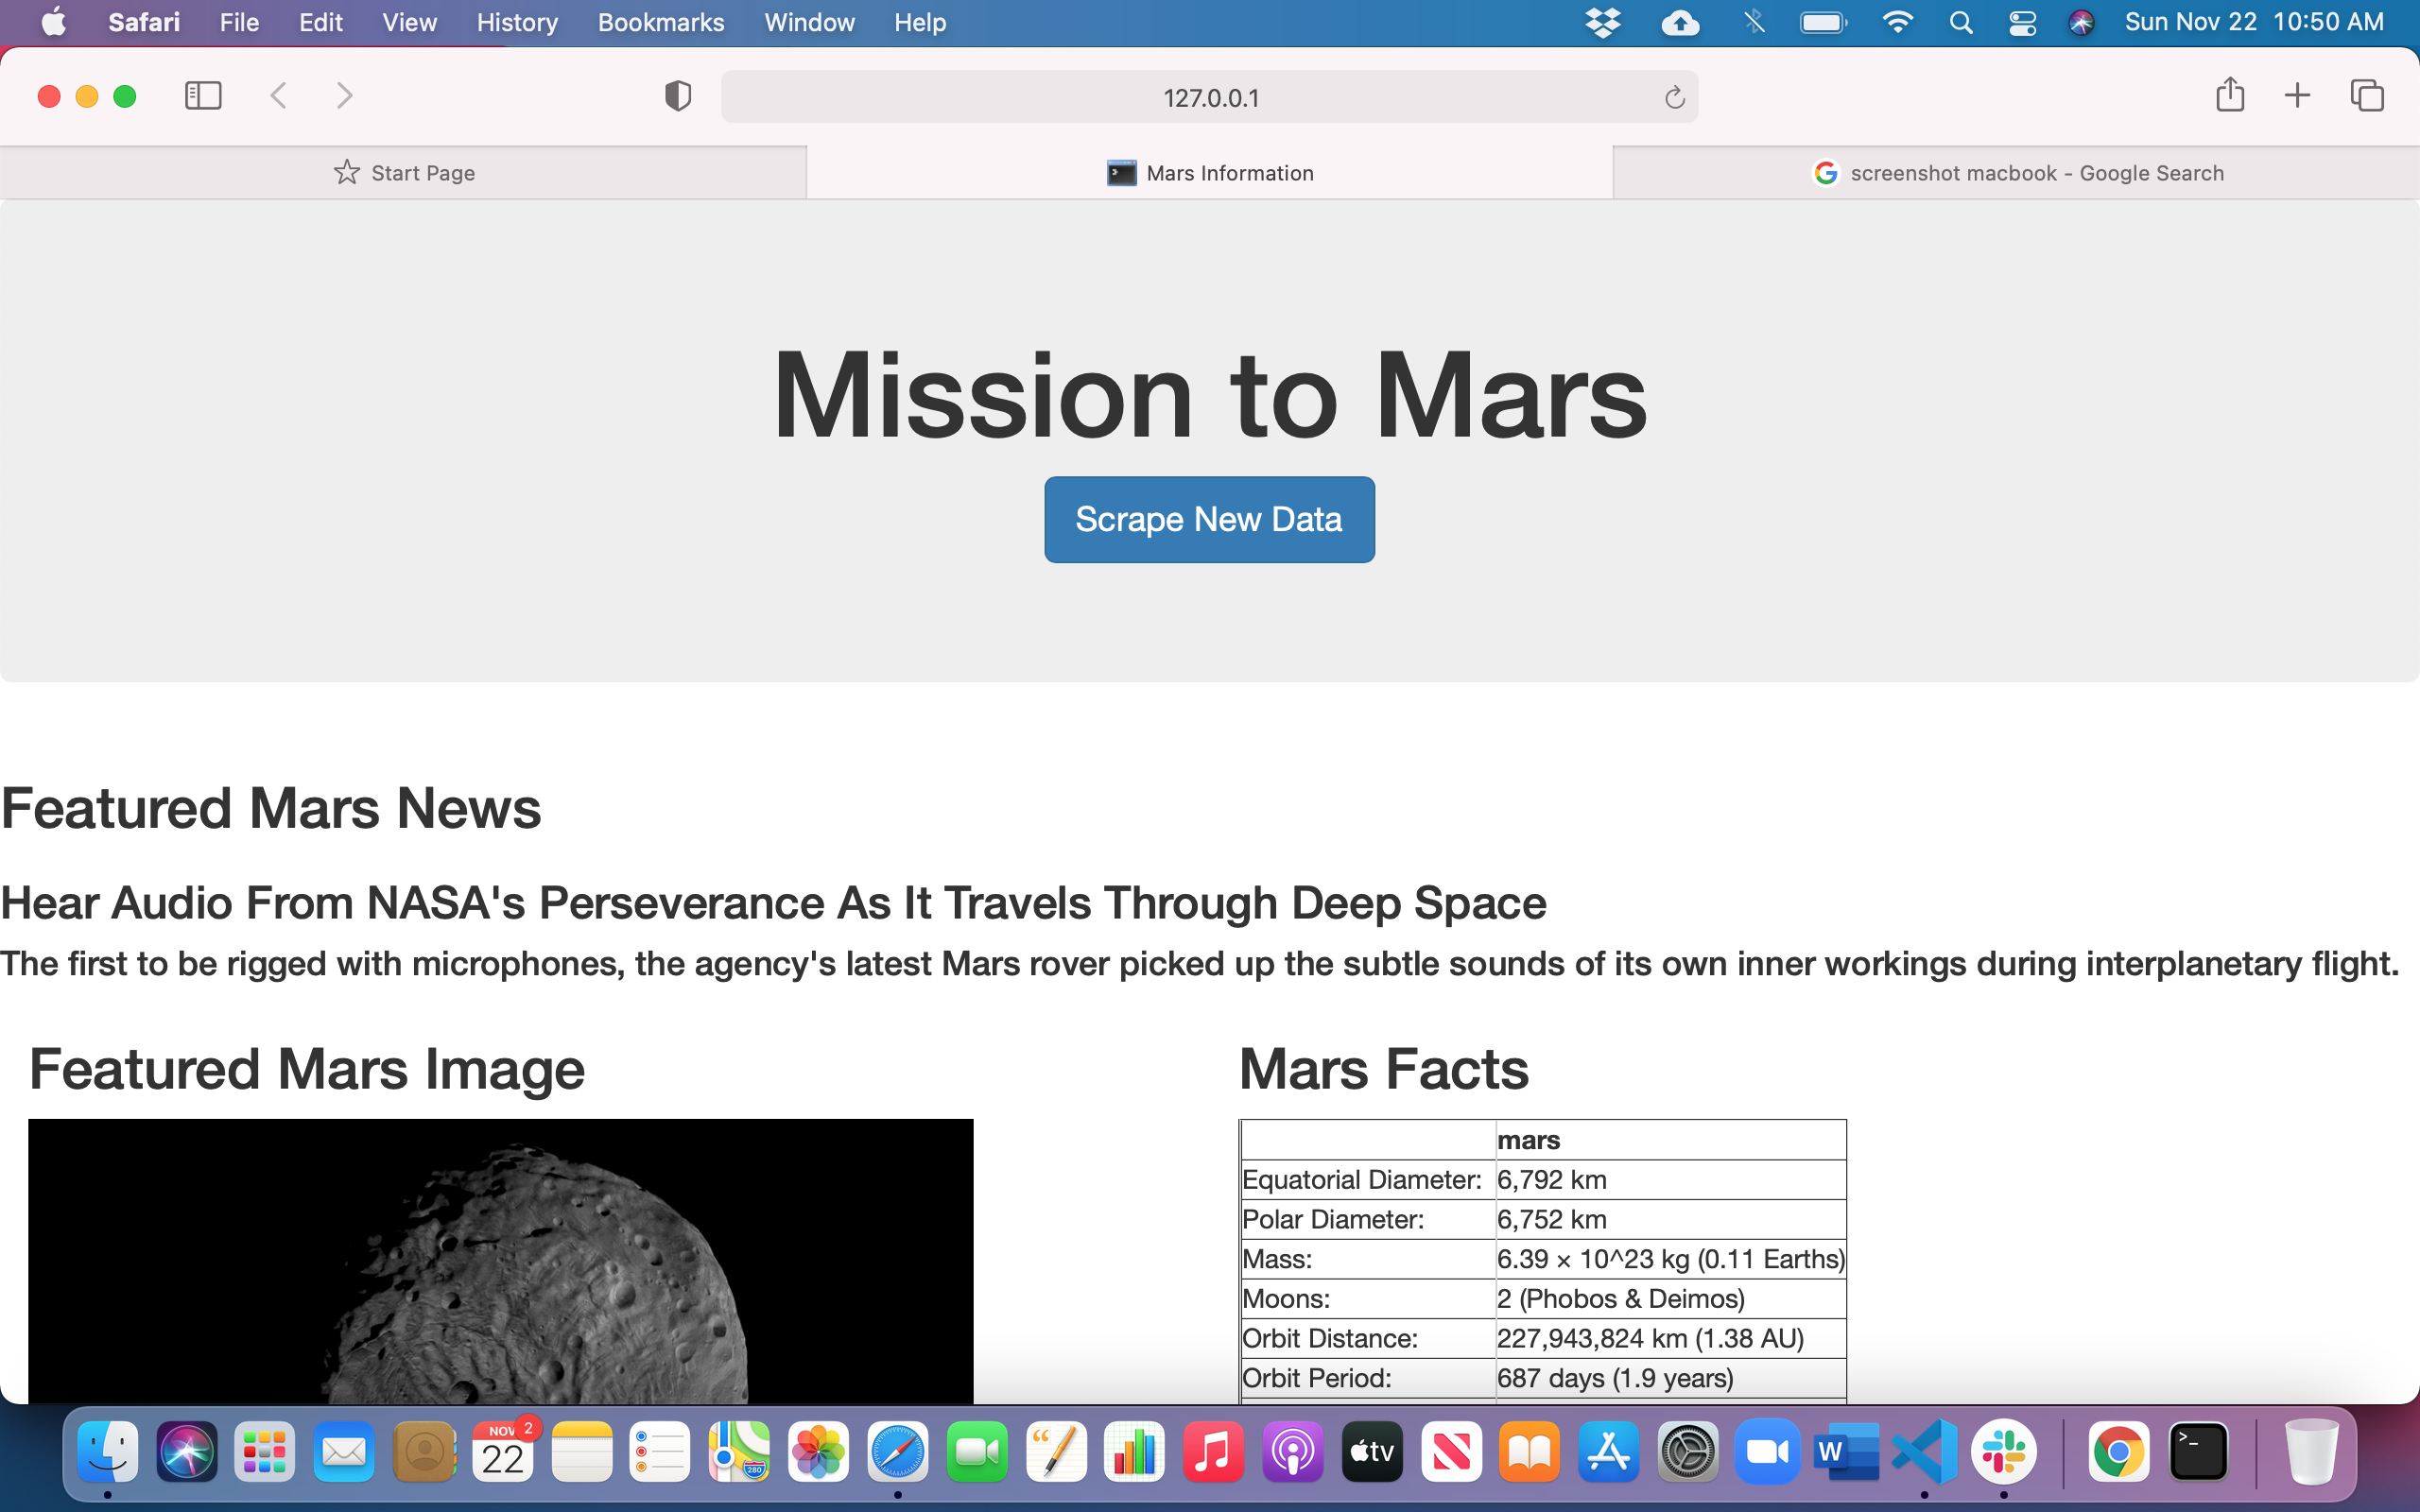 Safari File Edit View History Bookmarks Window Help Sun Nov 22 10:50 AM
127.0.0.1
Start Page Mars Information screenshot macbook - Google Search
Mission to Mars
Scrape New Data
Featured Mars News
Hear Audio From NASA's Perseverance As It Travels Through Deep Space
The first to be rigged with microphones, the agency's latest Mars rover picked up the subtle sounds of its own inner workings during interplanetary flight.
Featured Mars Image
Mars Facts
mars
Equatorial Diameter: 6,792 km
Polar Diameter: 6,752 km
Mass: 6.39 × 10^23 kg (0.11 Earths)
Moons: 2 (Phobos & Deimos)
Orbit Distance: 227,943,824 km (1.38 AU)
Orbit Period: 687 days (1.9 years)
NOV 2
22
280
tv
W
>_